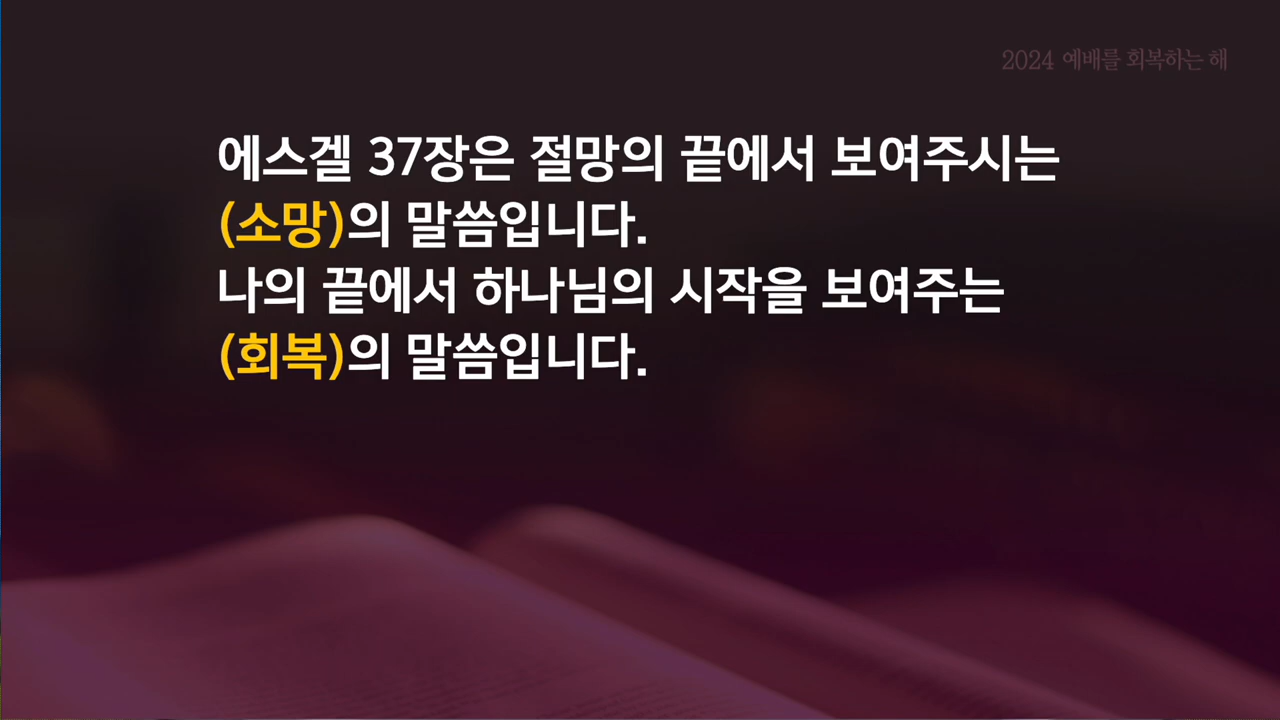 2024 예배를 회복하는 해
에스겔 37장은 절망의 끝에서 보여주시는
(소망)의 말씀입니다.
나의 끝에서 하나님의 시작을 보여주는
(회복)의 말씀입니다.